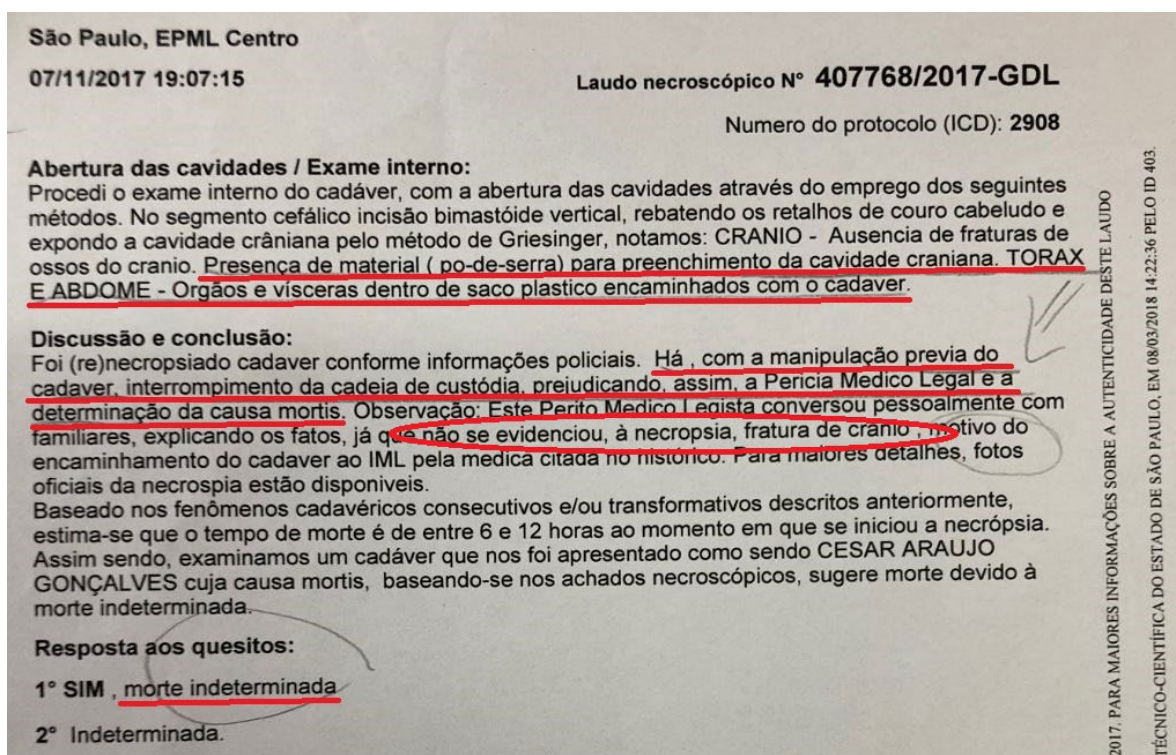 São Paulo, EPML Centro
07/11/2017 19:07:15
Laudo necroscópico N° 407768/2017-GDL
Numero do protocolo (ICD): 2908
Abertura das cavidades / Exame interno:
Procedi o exame interno do cadáver, com a abertura das cavidades através do emprego dos seguintes
métodos. No segmento cefálico incisão bimastóide vertical, rebatendo os retalhos de couro cabeludo e
expondo a cavidade crâniana pelo método de Griesinger, notamos: CRANIO - Ausencia de fraturas de
ossos do cranio. Presença de material ( po-de-serra) para preenchimento da cavidade craniana. TORAX
E ABDOME - Orgãos e vísceras dentro de saco plastico encaminhados com o cadaver.
Discussão e conclusão:
Foi (re)necropsiado cadaver conforme informações policiais. Há , com a manipulação previa do
cadaver, interrompimento da cadeia de custódia, prejudicando, assim, a Pericia Medico Legal e a
determinação da causa mortis. Observação: Este Perito Medico Legista conversou pessoalmente com
familiares, explicando os fatos, já que não se evidenciou, à necropsia, fratura de cranio , motivo do
encaminhamento do cadaver ao IML pela medica citada no histórico. Para maiores detalhes, fotos
oficiais da necrospia estão disponiveis.
Baseado nos fenômenos cadavéricos consecutivos e/ou transformativos descritos anteriormente,
estima-se que o tempo de morte é de entre 6 e 12 horas ao momento em que se iniciou a necrópsia.
Assim sendo, examinamos um cadáver que nos foi apresentado como sendo CESAR ARAUJO
GONÇALVES cuja causa mortis, baseando-se nos achados necroscópicos, sugere morte devido à
morte indeterminada.
Resposta aos quesitos:
1° SIM , morte indeterminada
2° Indeterminada.
2017. PARA MAIORES INFORMAÇÕES SOBRE A AUTENTICIDADE DESTE LAUDO
TÉCNICO-CIENTÍFICA DO ESTADO DE SÃO PAULO, EM 08/03/2018 14:22:36 PELO ID 403.